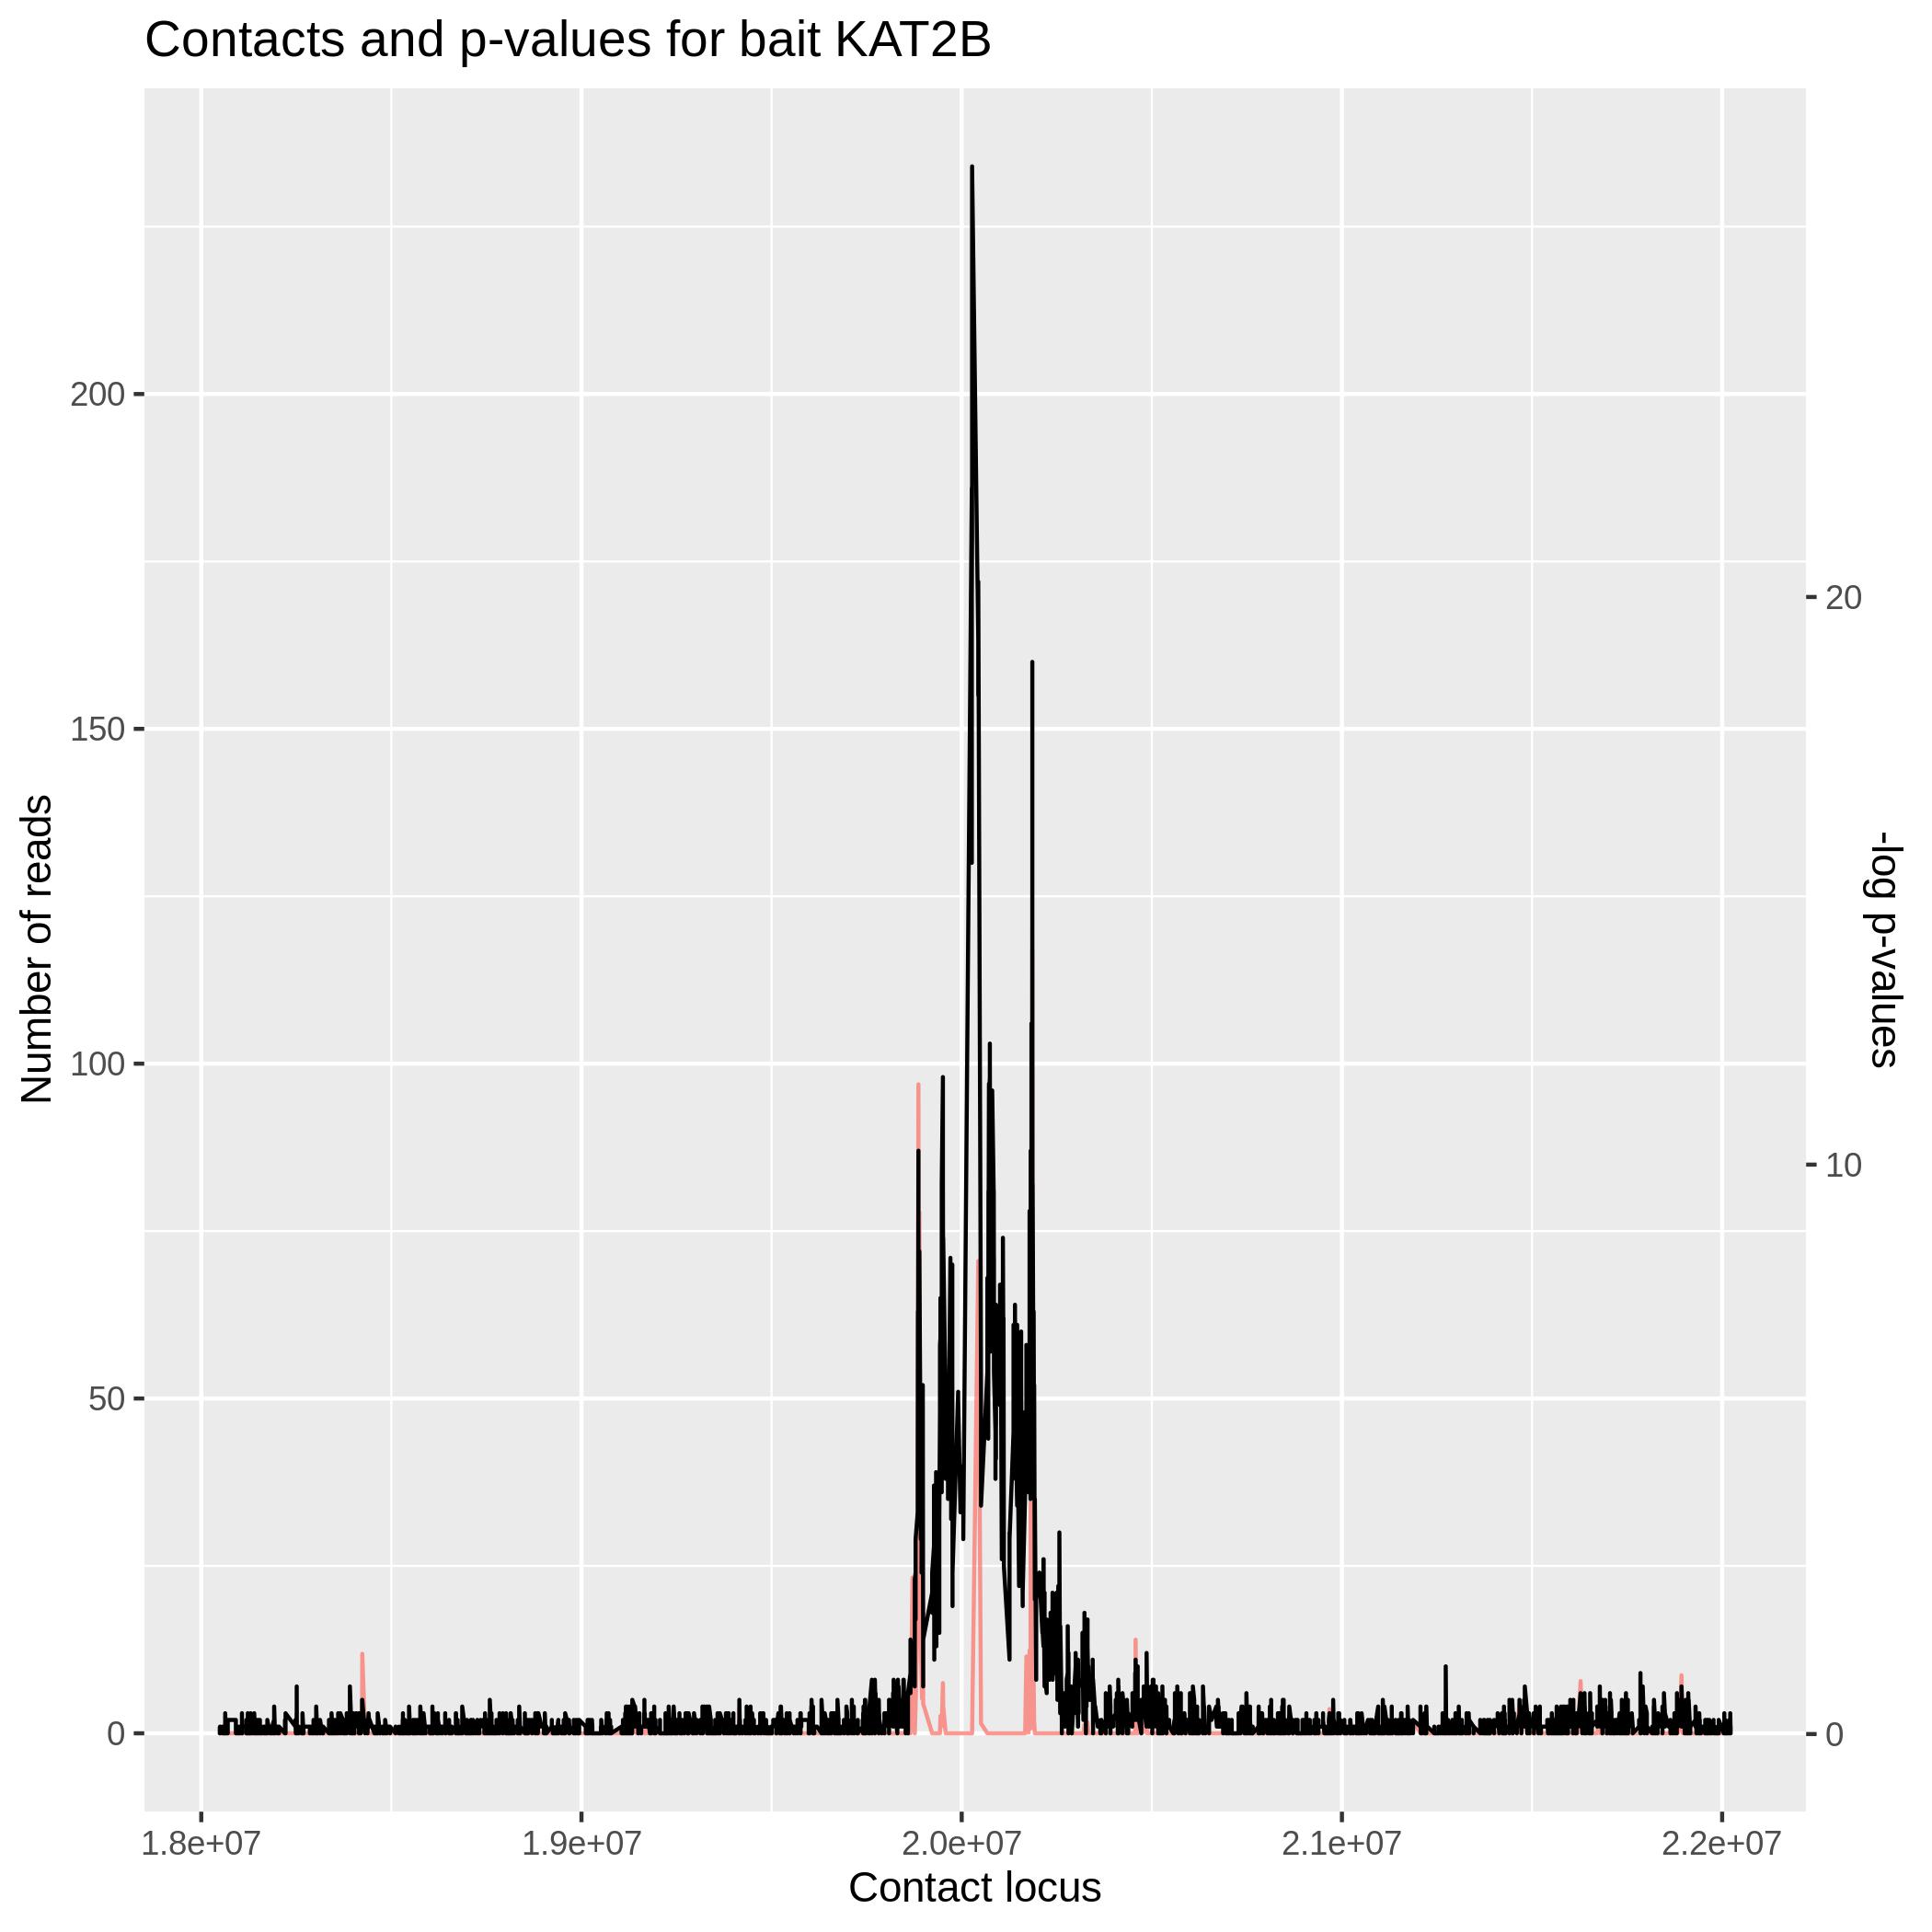 Contacts and p-values for bait KAT2B
200
150
100
50
0
Number of reads
20
10
0
-log p-values
1.8e+07
1.9e+07
2.0e+07
2.1e+07
2.2e+07
Contact locus